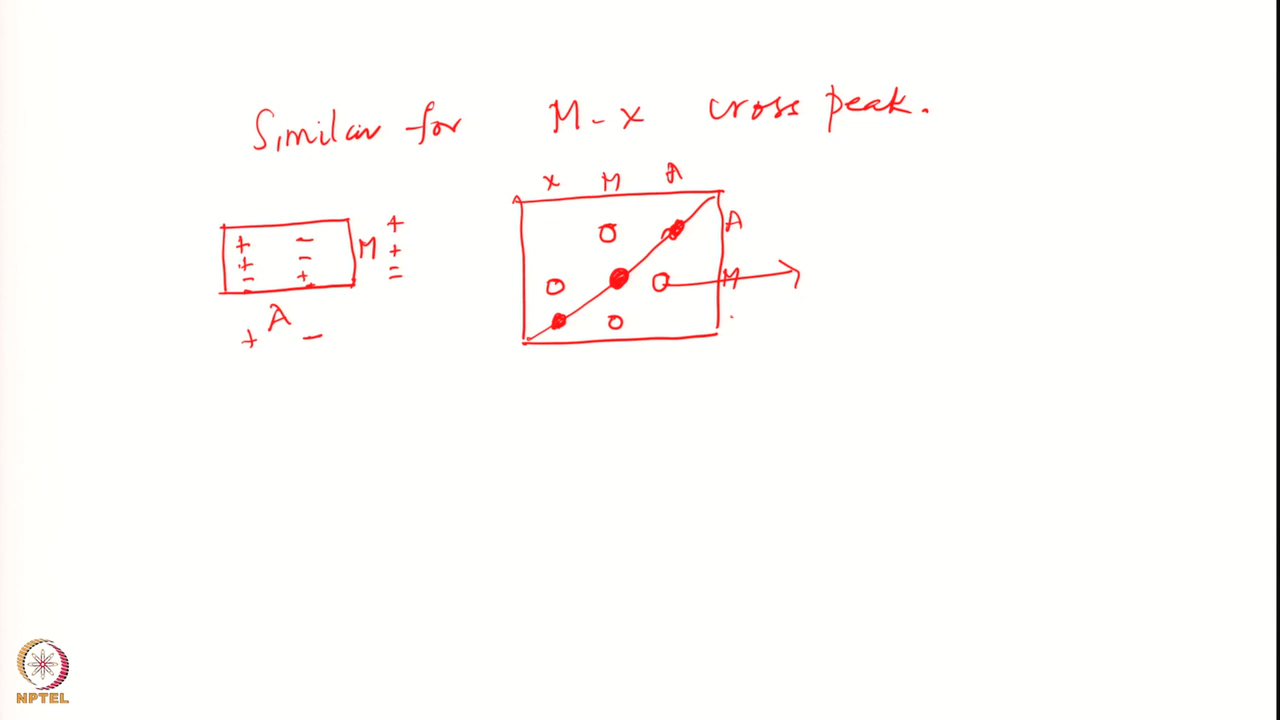 Similar for M - X cross peak.
X M A
A
M
+ - M +
+ - +
- + =
A
+ -
NPTEL